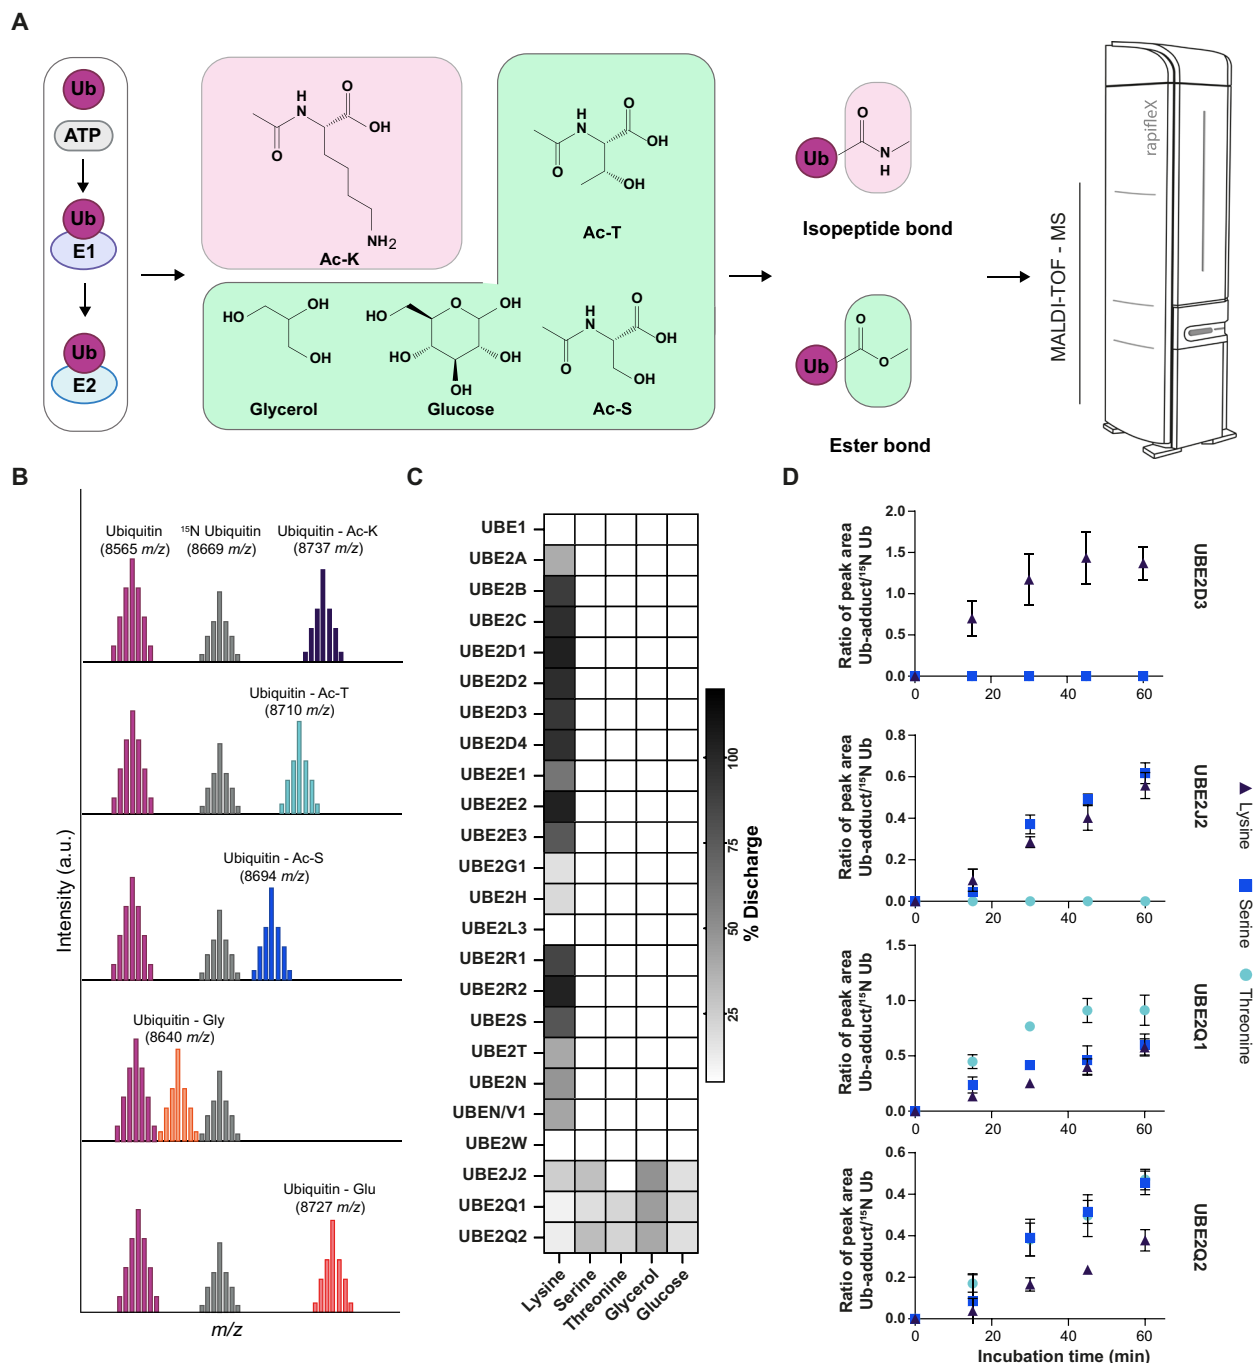 A
Ub
ATP
Ub
E1
Ub
E2
H
N
O
OH
O
NH2
Ac-K
H
N
O
OH
O
OH
Ac-T
HO
OH
OH
Glycerol
HO
O
OH
HO
OH
OH
Glucose
H
N
O
OH
O
OH
Ac-S
Ub
O
N
H
Isopeptide bond
Ub
O
O
Ester bond
MALDI-TOF - MS
rapifleX
B
Intensity (a.u.)
Ubiquitin
(8565 m/z)
15N Ubiquitin
(8669 m/z)
Ubiquitin - Ac-K
(8737 m/z)
Ubiquitin - Ac-T
(8710 m/z)
Ubiquitin - Ac-S
(8694 m/z)
Ubiquitin - Gly
(8640 m/z)
Ubiquitin - Glu
(8727 m/z)
m/z
C
UBE1
UBE2A
UBE2B
UBE2C
UBE2D1
UBE2D2
UBE2D3
UBE2D4
UBE2E1
UBE2E2
UBE2E3
UBE2G1
UBE2H
UBE2L3
UBE2R1
UBE2R2
UBE2S
UBE2T
UBE2N
UBEN/V1
UBE2W
UBE2J2
UBE2Q1
UBE2Q2
Lysine
Serine
Threonine
Glycerol
Glucose
100
75
50
25
% Discharge
D
Ratio of peak area
Ub-adduct/15N Ub
2.0
1.5
1.0
0.5
0.0
0 20 40 60
UBE2D3
Ratio of peak area
Ub-adduct/15N Ub
0.8
0.6
0.4
0.2
0.0
0 20 40 60
UBE2J2
Ratio of peak area
Ub-adduct/15N Ub
1.5
1.0
0.5
0.0
0 20 40 60
UBE2Q1
Ratio of peak area
Ub-adduct/15N Ub
0.6
0.4
0.4
0.2
0.0
0 20 40 60
UBE2Q2
Incubation time (min)
Lysine
Serine
Threonine